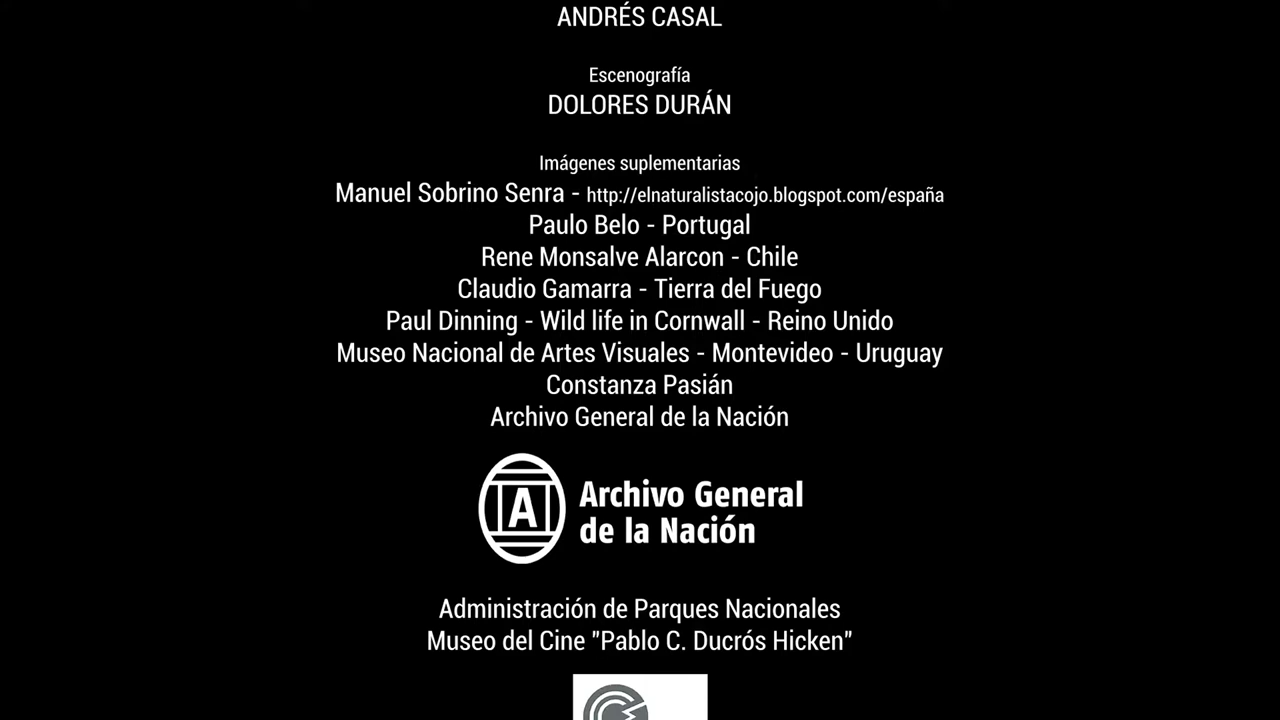 ANDRÉS CASAL
Escenografía
DOLORES DURÁN
Imágenes suplementarias
Manuel Sobrino Senra - http://elnaturalistacojo.blogspot.com/españa
Paulo Belo - Portugal
Rene Monsalve Alarcon - Chile
Claudio Gamarra - Tierra del Fuego
Paul Dinning - Wild life in Cornwall - Reino Unido
Museo Nacional de Artes Visuales - Montevideo - Uruguay
Constanza Pasián
Archivo General de la Nación
A
Archivo General
de la Nación
Administración de Parques Nacionales
Museo del Cine "Pablo C. Ducrós Hicken"